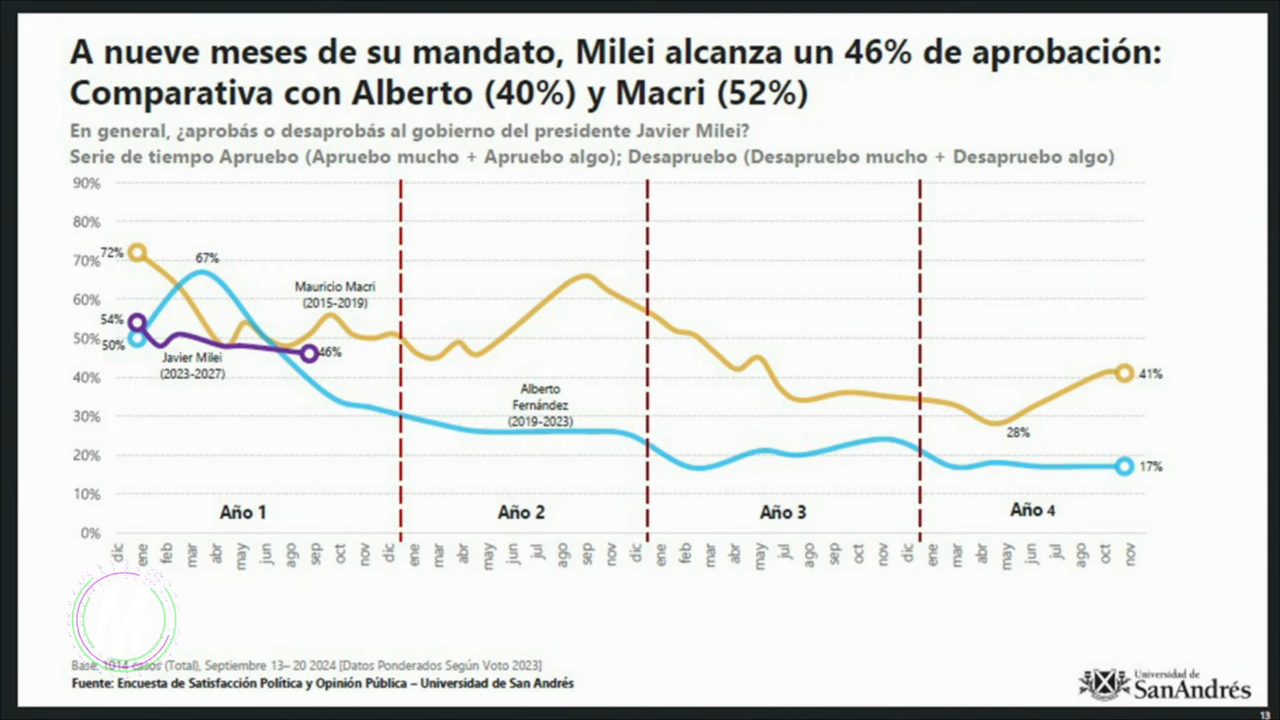 A nueve meses de su mandato, Milei alcanza un 46% de aprobación:
Comparativa con Alberto (40%) y Macri (52%)
En general, ¿aprobás o desaprobás al gobierno del presidente Javier Milei?
Serie de tiempo Apruebo (Apruebo mucho + Apruebo algo); Desapruebo (Desapruebo mucho + Desapruebo algo)
90%
80%
70%
60%
50%
40%
30%
20%
10%
0%
72%
67%
54%
50%
46%
Mauricio Macri
(2015-2019)
Javier Milei
(2023-2027)
Alberto
Fernández
(2019-2023)
41%
28%
17%
Año 1
Año 2
Año 3
Año 4
dic ene feb mar abr may jun ago sep oct nov dic ene mar abr may jun jul ago sep nov dic ene feb mar abr may jul ago sep oct nov dic ene mar abr may jun jul ago oct nov
Base: 1014 casos (Total), Septiembre 13– 20 2024 [Datos Ponderados Según Voto 2023]
Fuente: Encuesta de Satisfacción Política y Opinión Pública – Universidad de San Andrés
Universidad de
SanAndrés
13